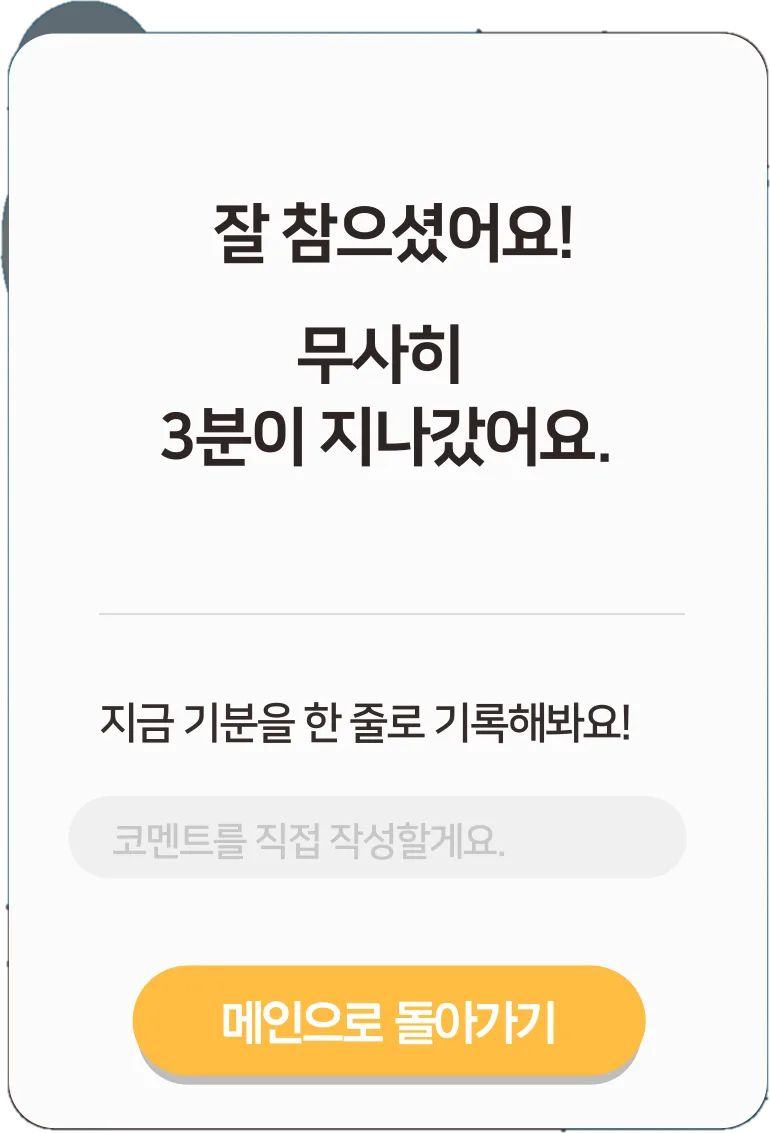 잘 참으셨어요!
무사히
3분이 지나갔어요.
지금 기분을 한 줄로 기록해봐요!
코멘트를 직접 작성할게요.
메인으로 돌아가기